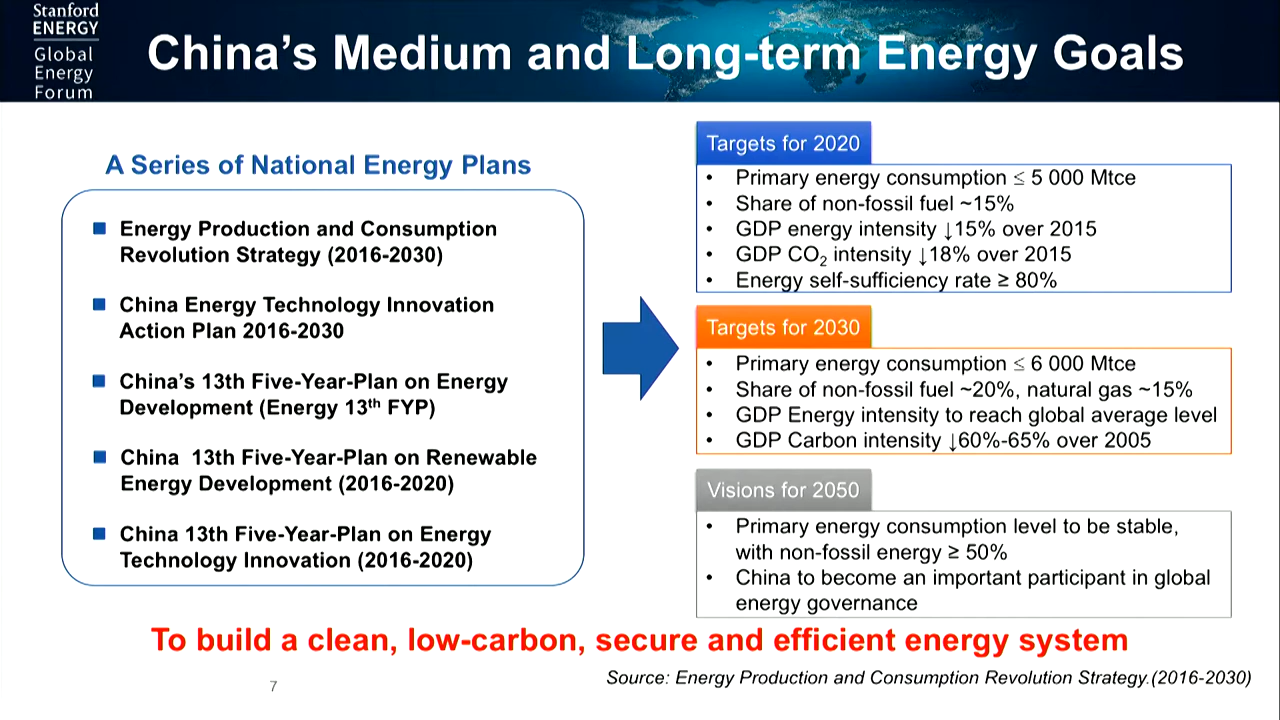 Stanford
ENERGY
Global
Energy
Forum
China's Medium and Long-term Energy Goals
A Series of National Energy Plans
■ Energy Production and Consumption
Revolution Strategy (2016-2030)
■ China Energy Technology Innovation
Action Plan 2016-2030
■ China's 13th Five-Year-Plan on Energy
Development (Energy 13th FYP)
■ China 13th Five-Year-Plan on Renewable
Energy Development (2016-2020)
■ China 13th Five-Year-Plan on Energy
Technology Innovation (2016-2020)
Targets for 2020
• Primary energy consumption ≤ 5 000 Mtce
• Share of non-fossil fuel ~15%
• GDP energy intensity ↓15% over 2015
• GDP CO₂ intensity ↓18% over 2015
• Energy self-sufficiency rate ≥ 80%
Targets for 2030
• Primary energy consumption ≤ 6 000 Mtce
• Share of non-fossil fuel ~20%, natural gas ~15%
• GDP Energy intensity to reach global average level
• GDP Carbon intensity ↓60%-65% over 2005
Visions for 2050
• Primary energy consumption level to be stable,
with non-fossil energy ≥ 50%
• China to become an important participant in global
energy governance
To build a clean, low-carbon, secure and efficient energy system
Source: Energy Production and Consumption Revolution Strategy.(2016-2030)
7